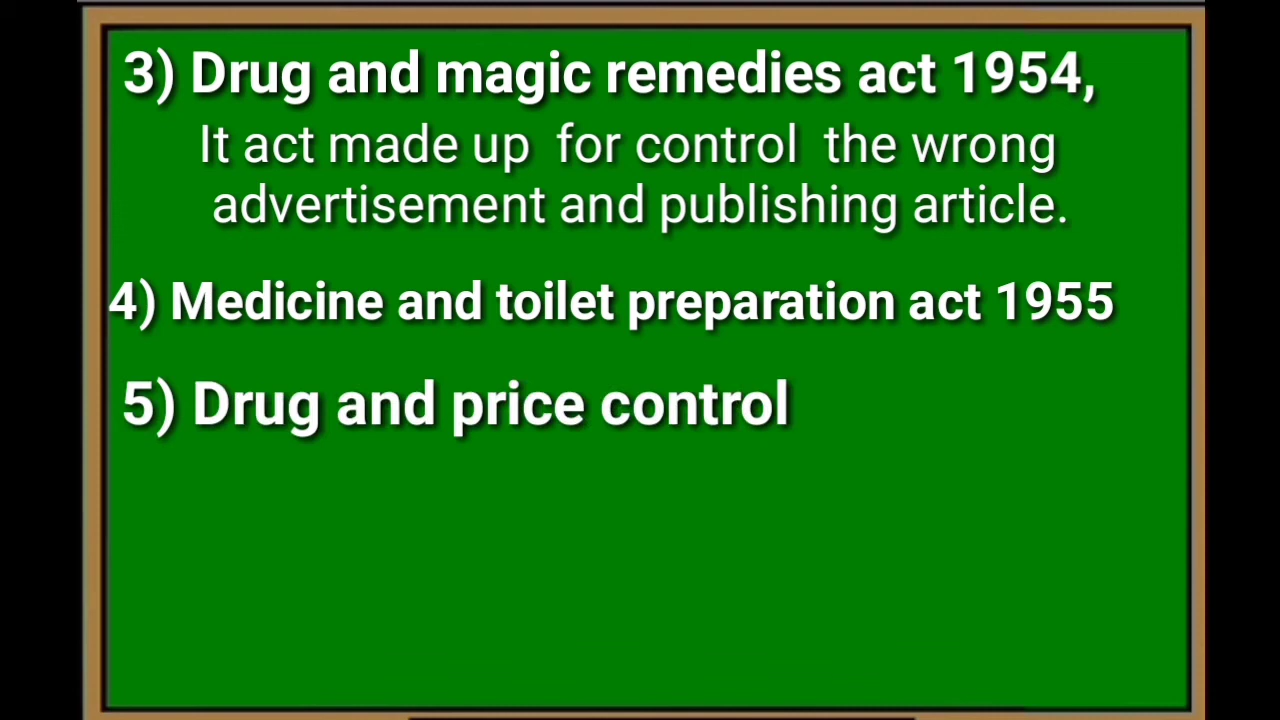 3) Drug and magic remedies act 1954,
It act made up for control the wrong
advertisement and publishing article.
4) Medicine and toilet preparation act 1955
5) Drug and price control